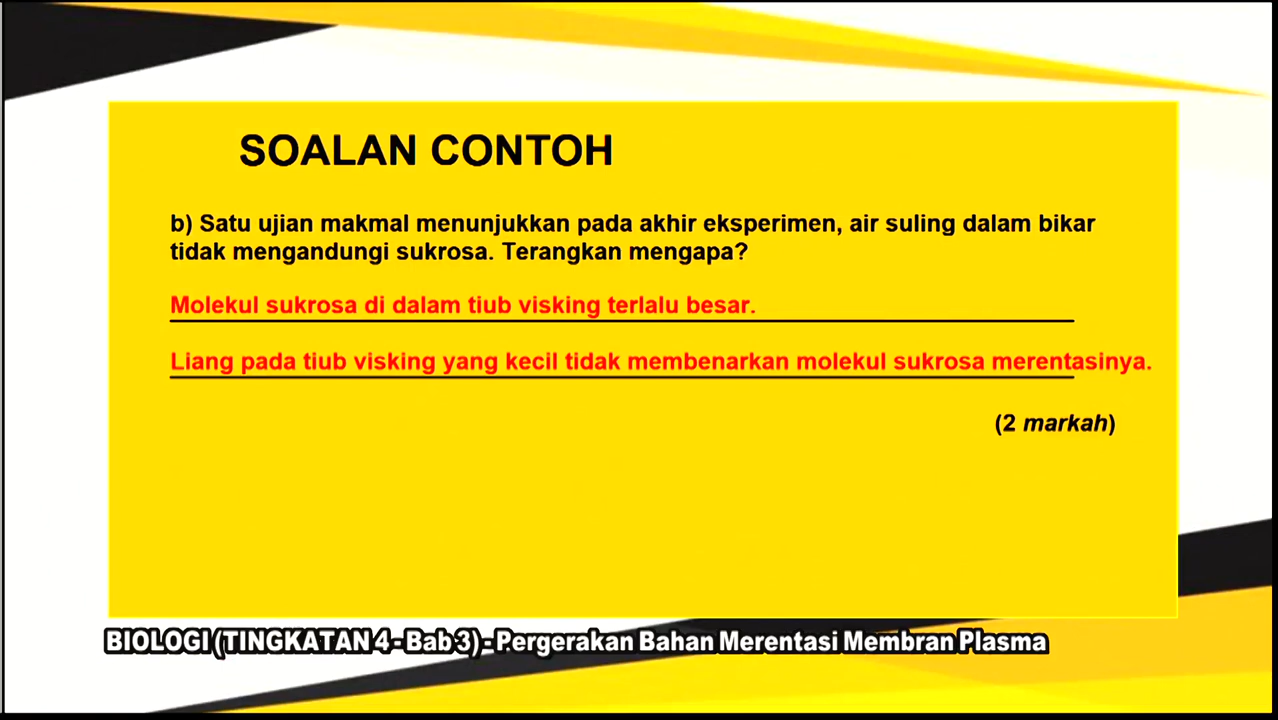 SOALAN CONTOH
b) Satu ujian makmal menunjukkan pada akhir eksperimen, air suling dalam bikar
tidak mengandungi sukrosa. Terangkan mengapa?
Molekul sukrosa di dalam tiub visking terlalu besar.
Liang pada tiub visking yang kecil tidak membenarkan molekul sukrosa merentasinya.
(2 markah)
BIOLOGI (TINGKATAN 4 - Bab 3) - Pergerakan Bahan Merentasi Membran Plasma